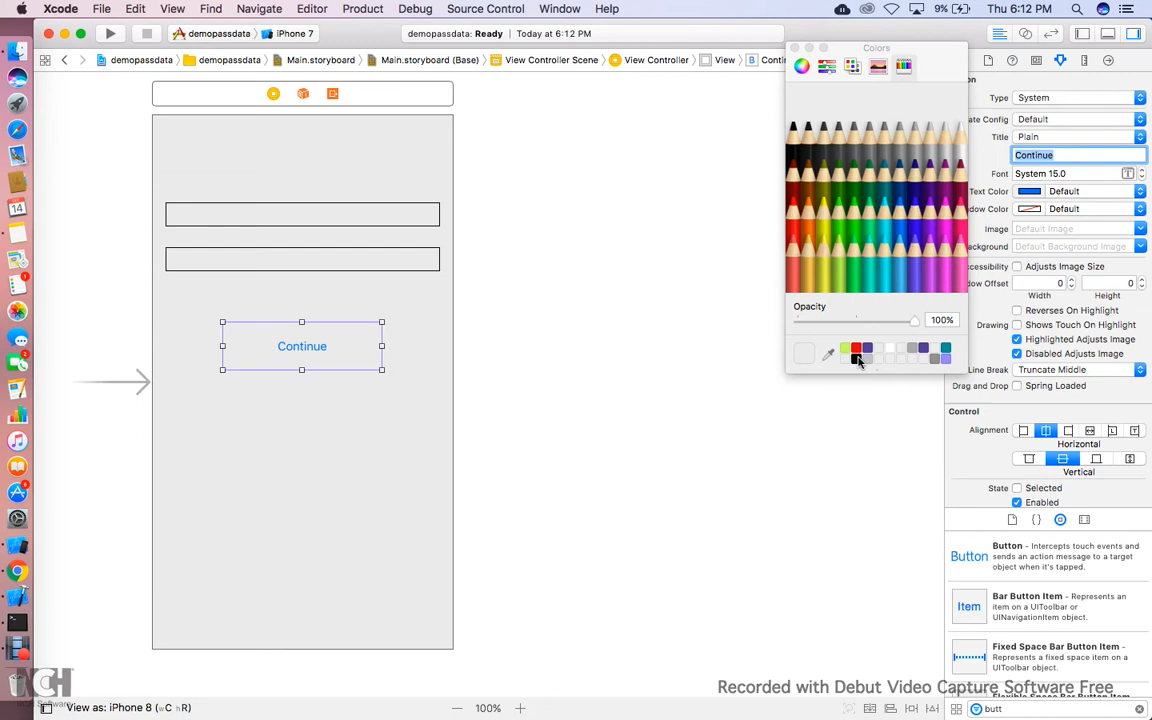 Xcode File Edit View Find Navigate Editor Product Debug Source Control Window Help 9% Thu 6:12 PM
demopassdata iPhone 7 demopassdata: Ready Today at 6:12 PM
demopassdata demopassdata Main.storyboard Main.storyboard (Base) View Controller Scene View Controller View
Colors
Type System
Default
Title Plain
Continue
Font System 15.0 T
Text Color Default
Default
Image Default Image
Default Background Image
Adjusts Image Size
0 0
Width Height
Reverses On Highlight
Drawing Shows Touch On Highlight
Highlighted Adjusts Image
Disabled Adjusts Image
Line Break Truncate Middle
Drag and Drop Spring Loaded
Opacity
100%
Continue
Control
Alignment
Horizontal
Vertical
State Selected
Enabled
Button Button - Intercepts touch events and
sends an action message to a target
object when it's tapped.
Item Bar Button Item - Represents an
item on a UIToolbar or
UINavigationItem object.
Fixed Space Bar Button Item -
Represents a fixed space item on a
UIToolbar object.
14
Recorded with Debut Video Capture Software Free
NCH
View as: iPhone 8 (wC hR) — 100% + butt